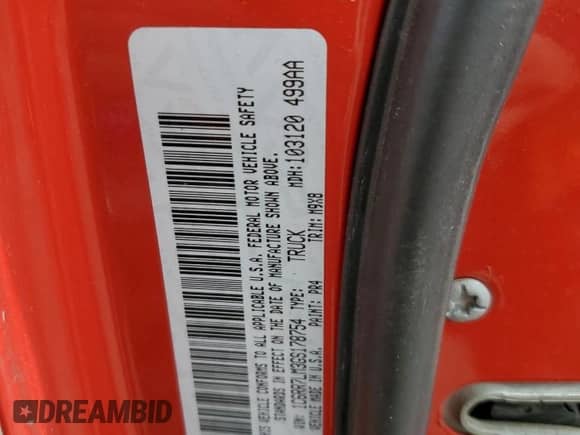 THIS VEHICLE CONFORMS TO ALL APPLICABLE U.S.A. FEDERAL MOTOR VEHICLE SAFETY
STANDARDS IN EFFECT ON THE DATE OF MANUFACTURE SHOWN ABOVE.
VIN: 1C6RR7LM3GS178754 TYPE: TRUCK MDH: 103120 499AA
MADE IN U.S.A. PAINT: PR4 TRIM: M9X8
DREAMBID